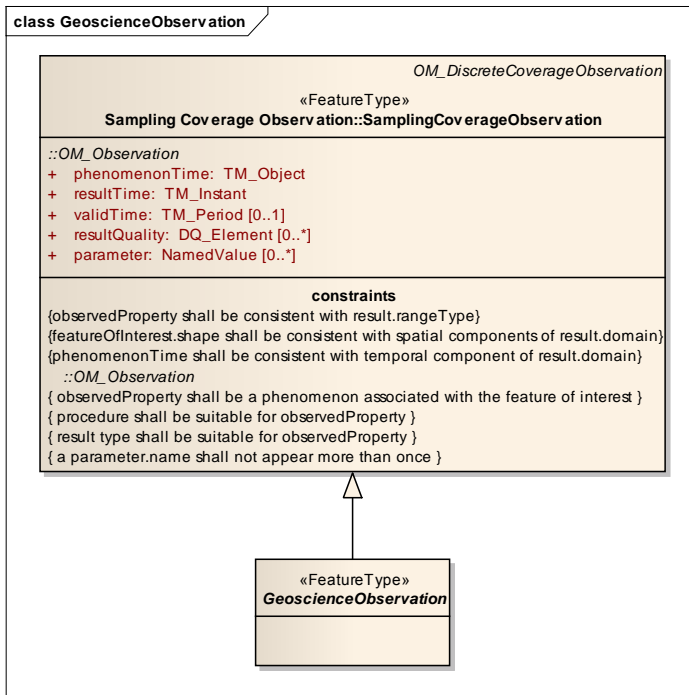 class GeoscienceObservation
OM_DiscreteCoverageObservation
«FeatureType»
Sampling Coverage Observation::SamplingCoverageObservation
::OM_Observation
+ phenomenonTime: TM_Object
+ resultTime: TM_Instant
+ validTime: TM_Period [0..1]
+ resultQuality: DQ_Element [0..*]
+ parameter: NamedValue [0..*]
constraints
{observedProperty shall be consistent with result.rangeType}
{featureOfInterest.shape shall be consistent with spatial components of result.domain}
{phenomenonTime shall be consistent with temporal component of result.domain}
::OM_Observation
{ observedProperty shall be a phenomenon associated with the feature of interest }
{ procedure shall be suitable for observedProperty }
{ result type shall be suitable for observedProperty }
{ a parameter.name shall not appear more than once }
«FeatureType»
GeoscienceObservation